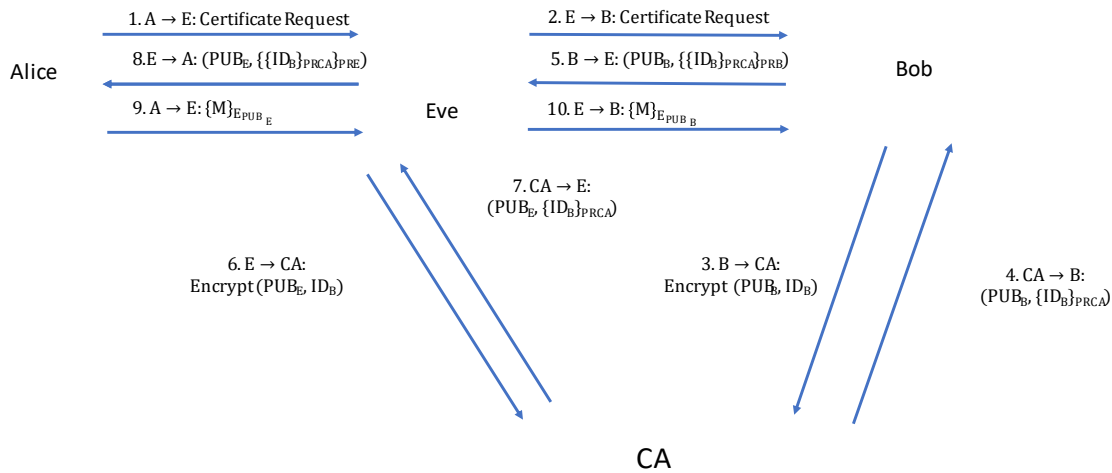 1. A → E: Certificate Request
2. E → B: Certificate Request
8.E → A: (PUB_E, {{ID_B}_PRCA}_PRE)
5. B → E: (PUB_B, {{ID_B}_PRCA}_PRB)
Alice
Bob
9. A → E: {M}_E_PUB_E
Eve
10. E → B: {M}_E_PUB_B
7. CA → E:
(PUB_E, {ID_B}_PRCA)
6. E → CA:
Encrypt (PUB_E, ID_B)
3. B → CA:
Encrypt (PUB_B, ID_B)
4. CA → B:
(PUB_B, {ID_B}_PRCA)
CA